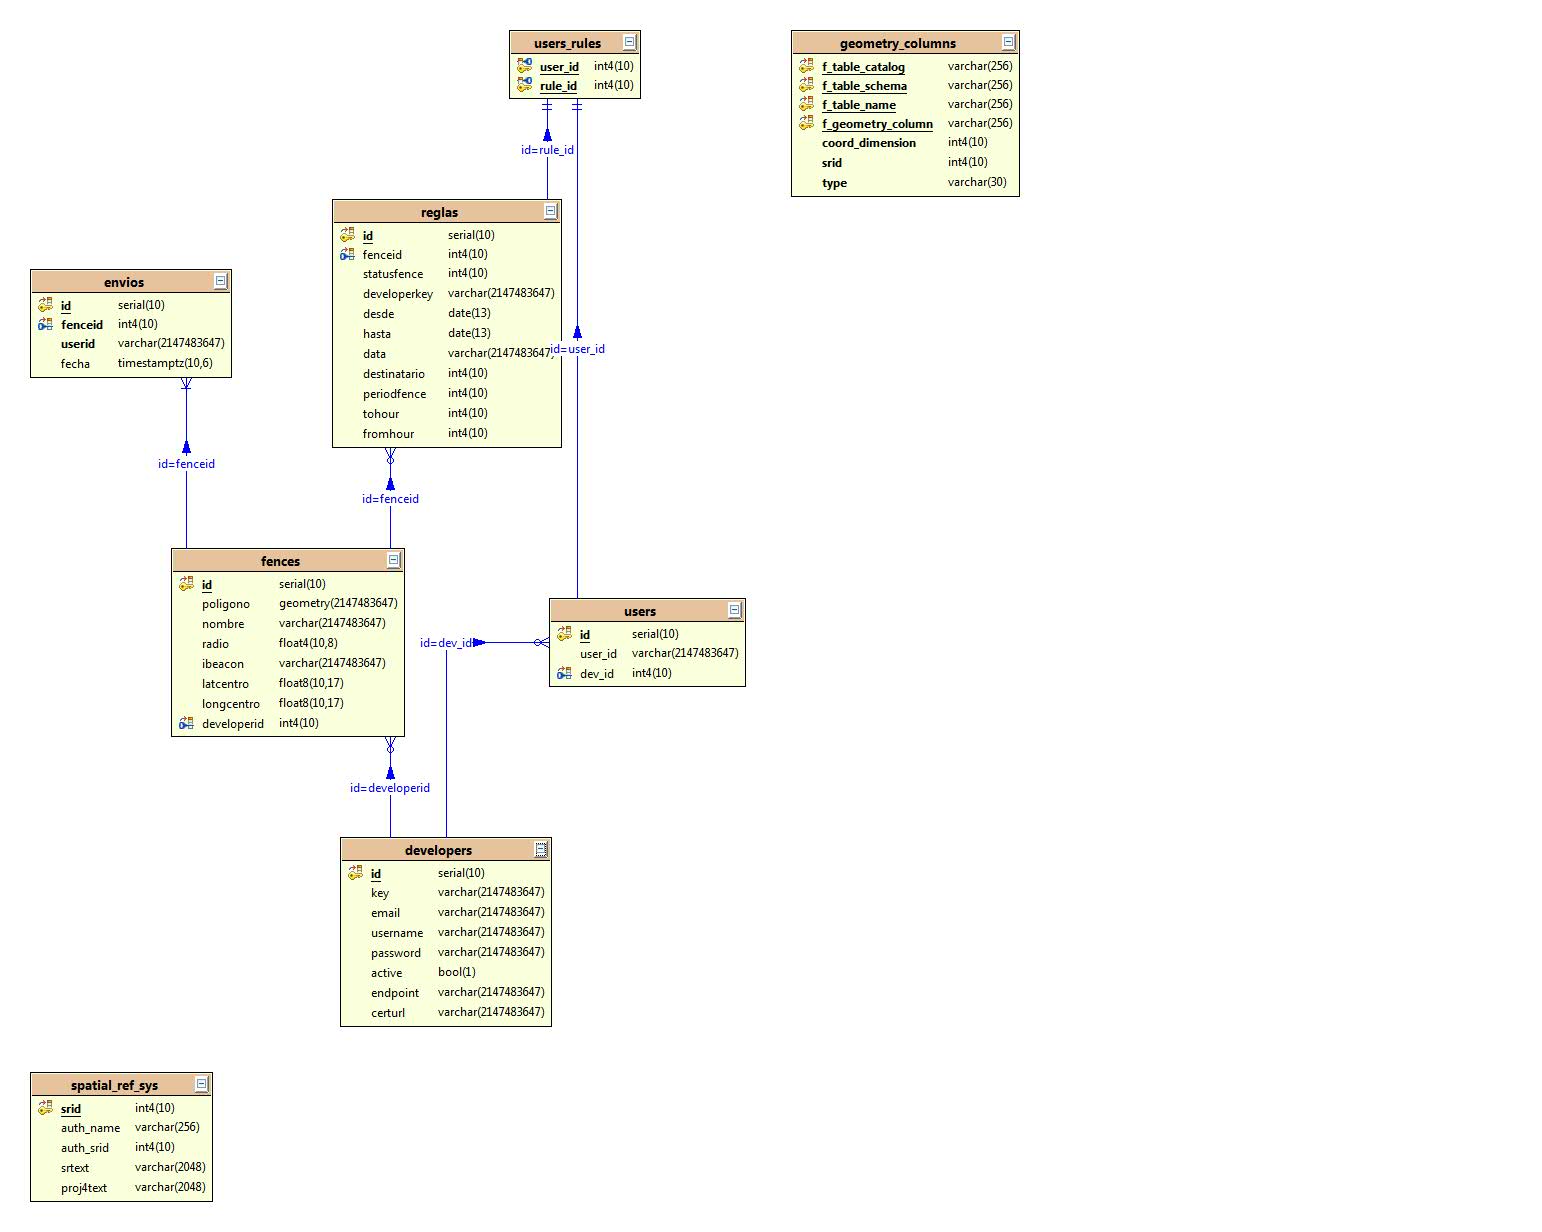 users_rules
user_id int4(10)
rule_id int4(10)
geometry_columns
f_table_catalog varchar(256)
f_table_schema varchar(256)
f_table_name varchar(256)
f_geometry_column varchar(256)
coord_dimension int4(10)
srid int4(10)
type varchar(30)
id=rule_id
reglas
id serial(10)
fenceid int4(10)
statusfence int4(10)
developerkey varchar(2147483647)
desde date(13)
hasta date(13)
data varchar(2147483647)
destinatario int4(10)
periodfence int4(10)
tohour int4(10)
fromhour int4(10)
id=user_id
envios
id serial(10)
fenceid int4(10)
userid varchar(2147483647)
fecha timestamptz(10,6)
id=fenceid
id=fenceid
fences
id serial(10)
poligono geometry(2147483647)
nombre varchar(2147483647)
radio float4(10,8)
ibeacon varchar(2147483647)
latcentro float8(10,17)
longcentro float8(10,17)
developerid int4(10)
id=dev_id
users
id serial(10)
user_id varchar(2147483647)
dev_id int4(10)
id=developerid
developers
id serial(10)
key varchar(2147483647)
email varchar(2147483647)
username varchar(2147483647)
password varchar(2147483647)
active bool(1)
endpoint varchar(2147483647)
certurl varchar(2147483647)
spatial_ref_sys
srid int4(10)
auth_name varchar(256)
auth_srid int4(10)
srtext varchar(2048)
proj4text varchar(2048)